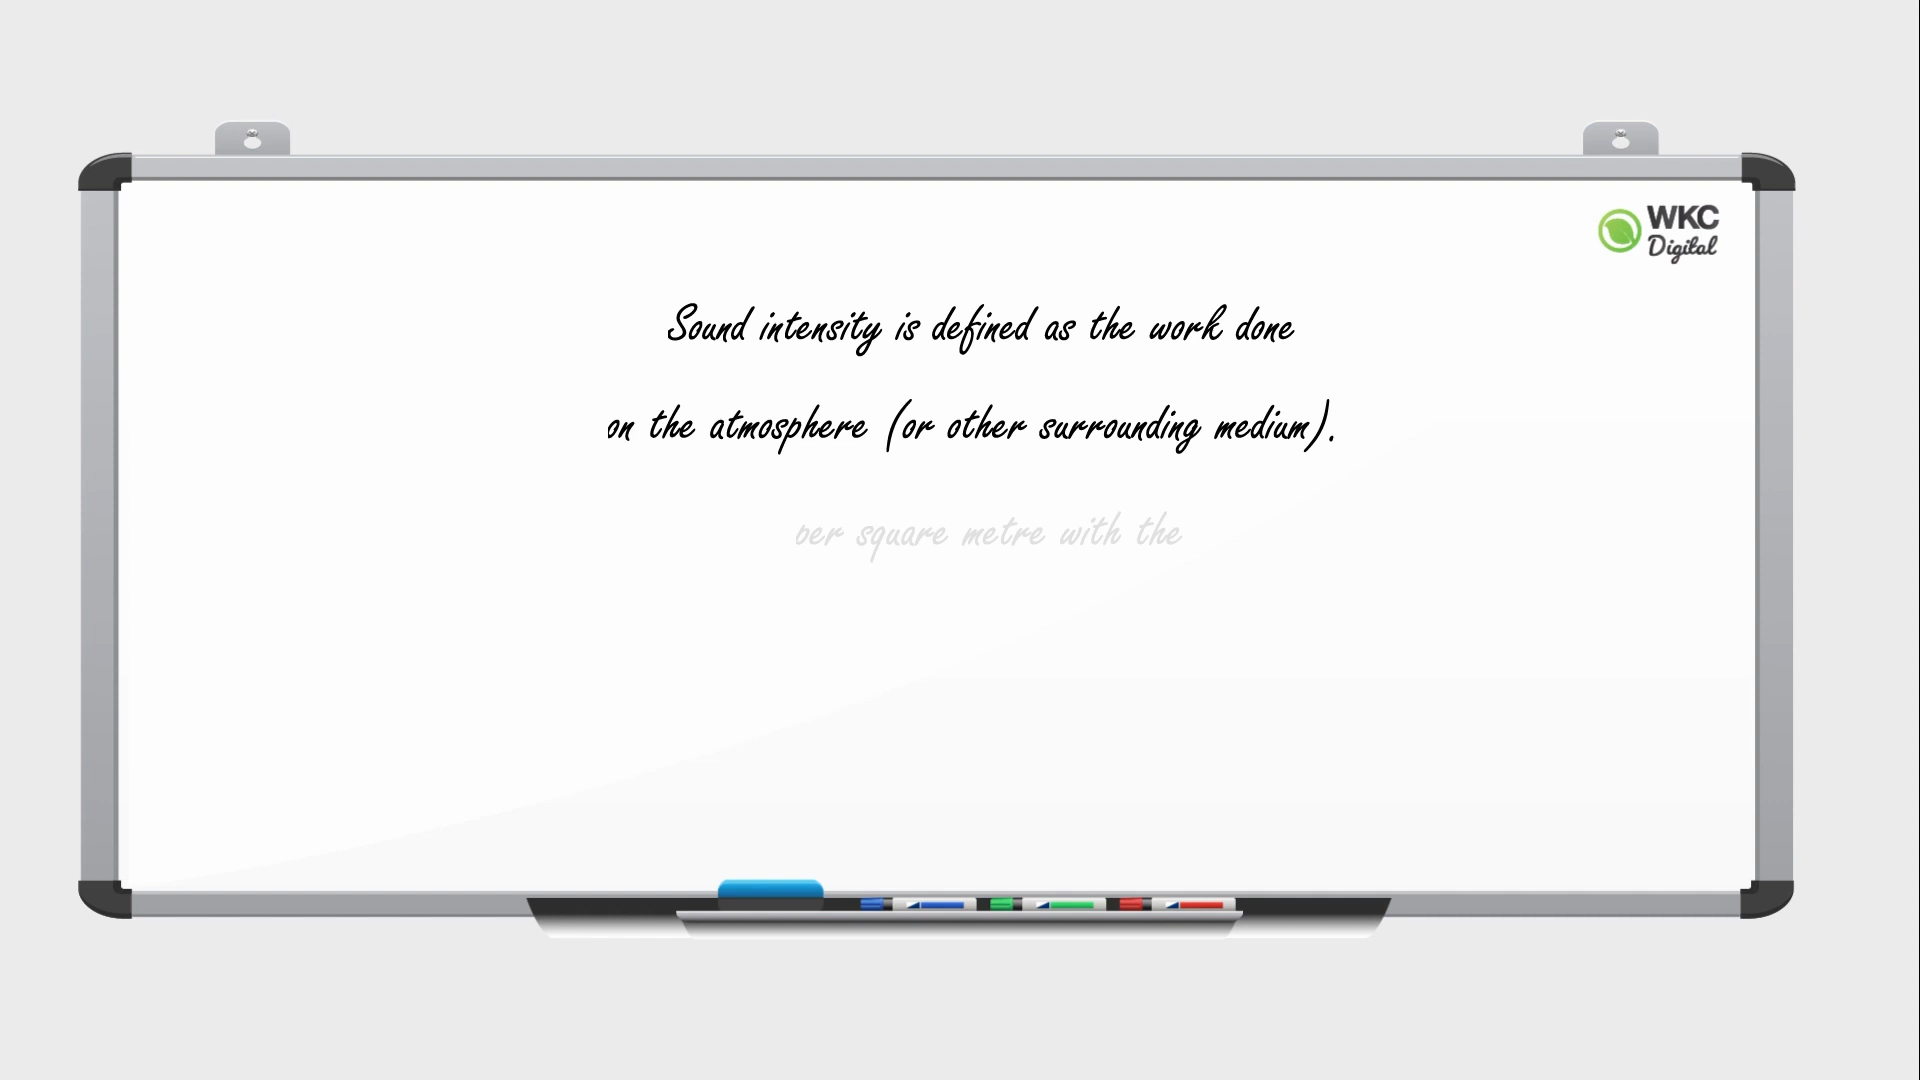 WKC
Digital
Sound intensity is defined as the work done
on the atmosphere (or other surrounding medium).
per square metre with the